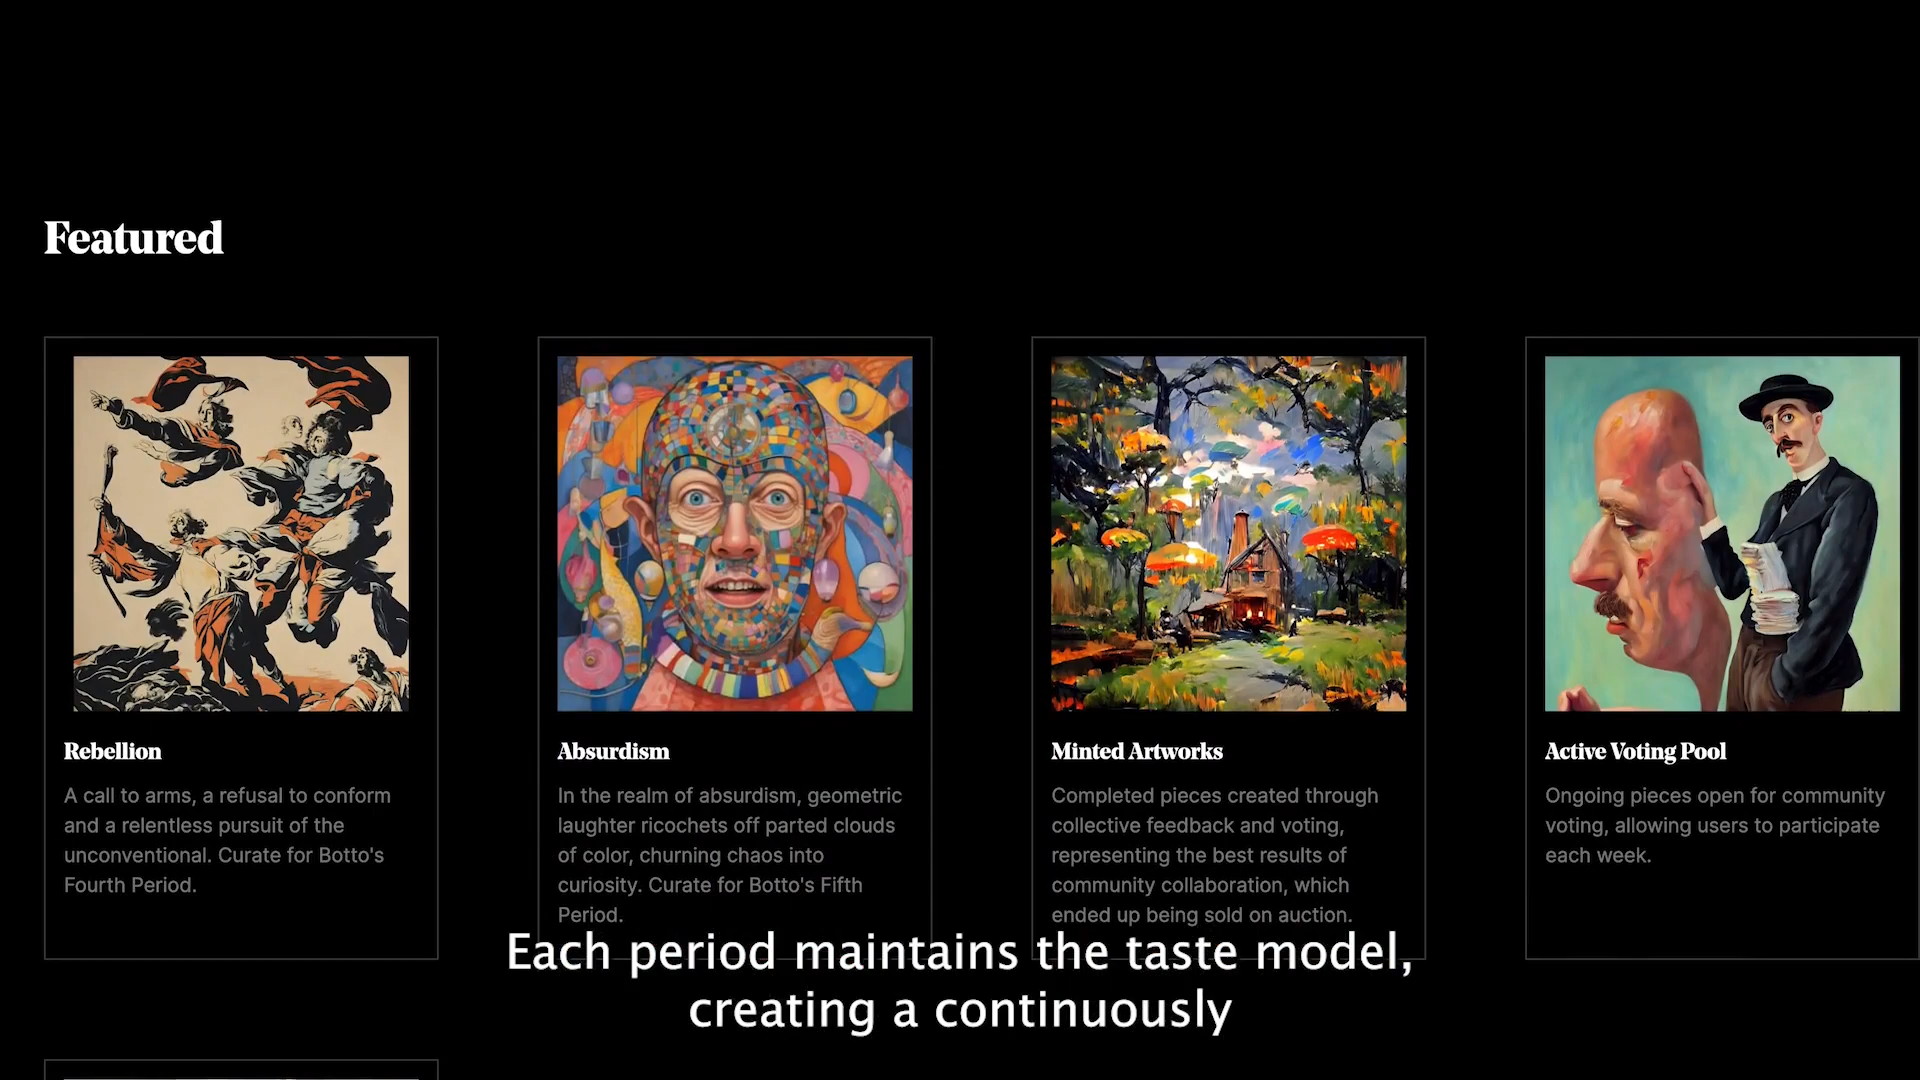 Featured
Rebellion
A call to arms, a refusal to conform
and a relentless pursuit of the
unconventional. Curate for Botto's
Fourth Period.
Absurdism
In the realm of absurdism, geometric
laughter ricochets off parted clouds
of color, churning chaos into
curiosity. Curate for Botto's Fifth
Period.
Minted Artworks
Completed pieces created through
collective feedback and voting,
representing the best results of
community collaboration, which
ended up being sold on auction.
Active Voting Pool
Ongoing pieces open for community
voting, allowing users to participate
each week.
Each period maintains the taste model,
creating a continuously